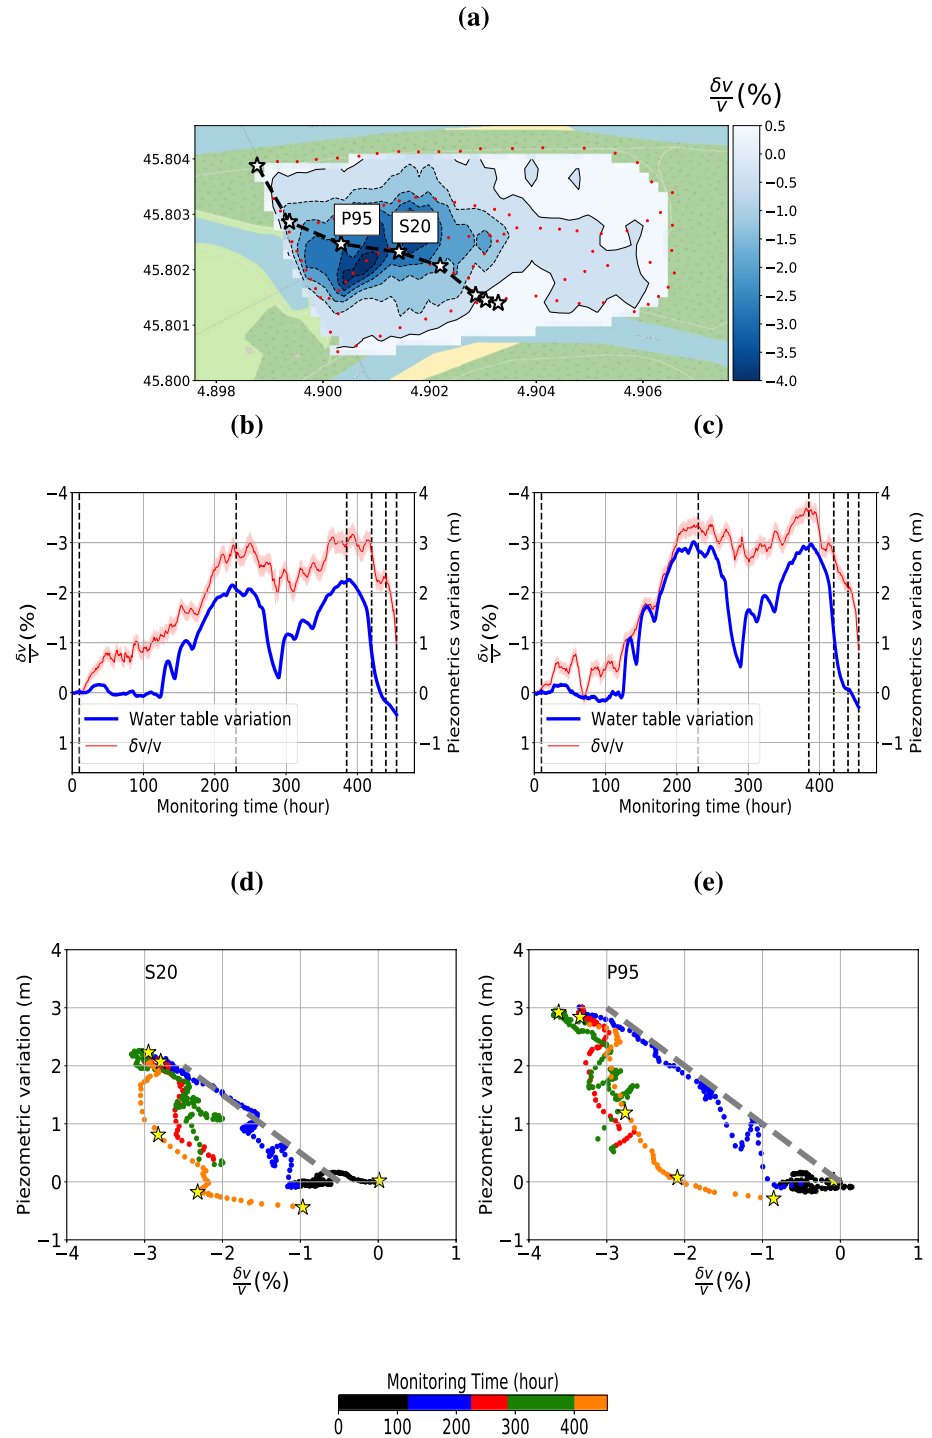 (a)
δv/v (%)
45.804
45.803
45.802
45.801
45.800
P95
S20
0.5
0.0
−0.5
−1.0
−1.5
−2.0
−2.5
−3.0
−3.5
−4.0
4.898
4.900
4.902
4.904
4.906
(b)
(c)
δv/v (%)
−4
−3
−2
−1
0
1
Water table variation
δv/v
4
3
2
1
0
−1
Piezometrics variation (m)
0 100 200 300 400
Monitoring time (hour)
δv/v (%)
−4
−3
−2
−1
0
1
Water table variation
δv/v
4
3
2
1
0
−1
Piezometrics variation (m)
0 100 200 300 400
Monitoring time (hour)
(d)
(e)
Piezometric variation (m)
4
3
2
1
0
−1
S20
−4 −3 −2 −1 0 1
δv/v (%)
Piezometric variation (m)
4
3
2
1
0
−1
P95
−4 −3 −2 −1 0 1
δv/v (%)
Monitoring Time (hour)
0 100 200 300 400